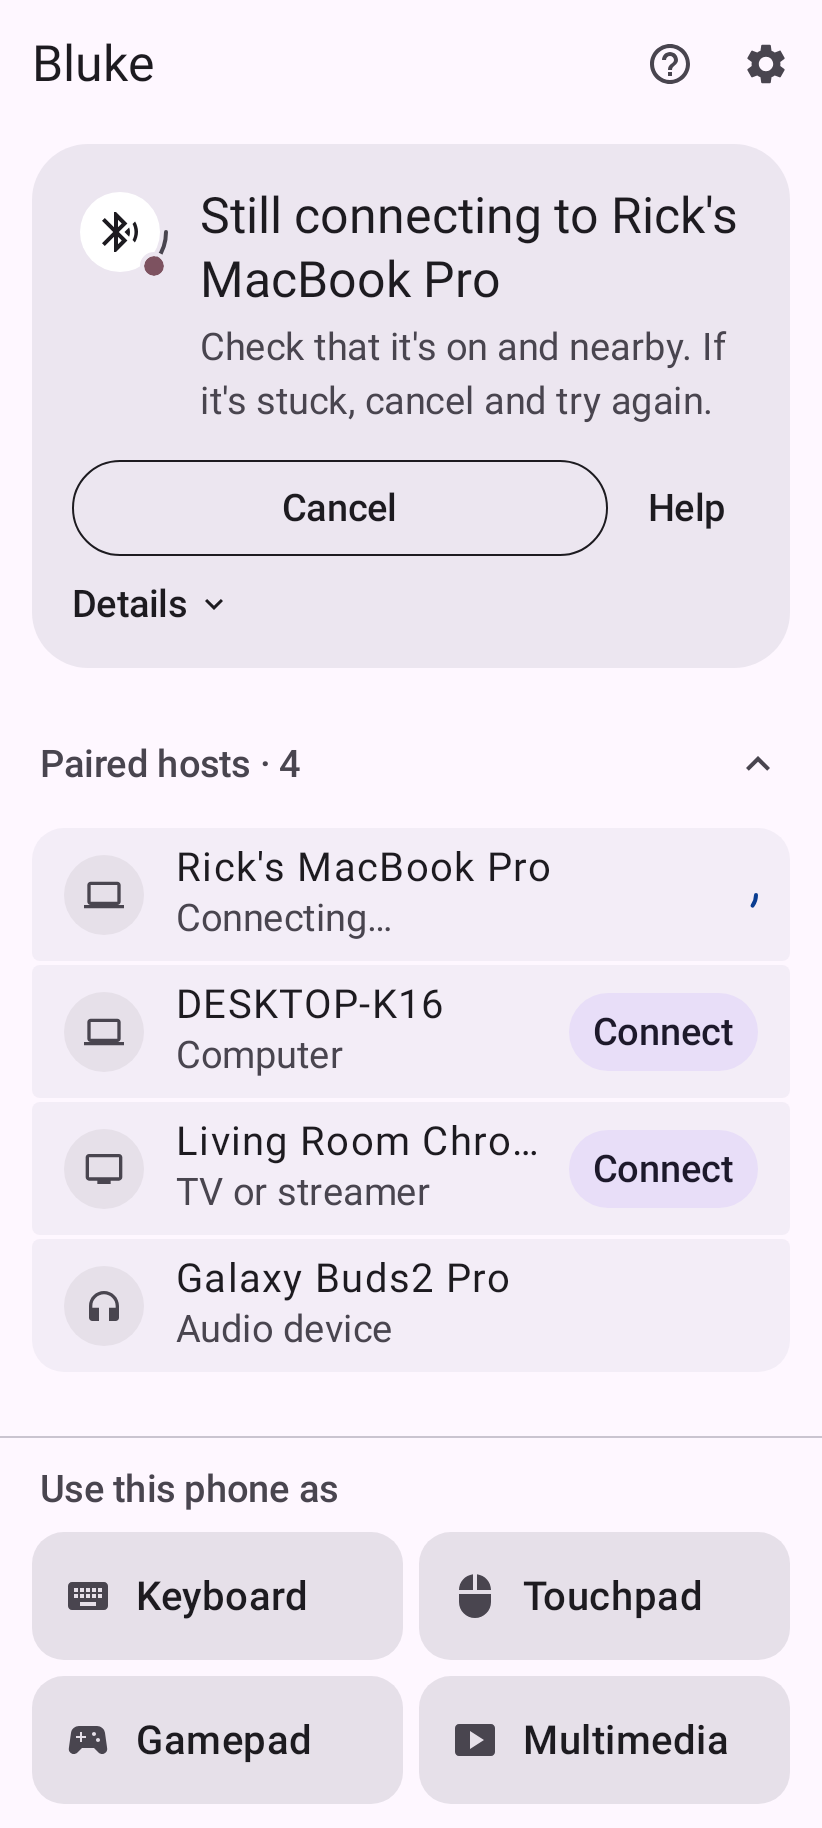 Bluke
Still connecting to Rick's
MacBook Pro
Check that it's on and nearby. If
it's stuck, cancel and try again.
Cancel
Help
Details
Paired hosts · 4
Rick's MacBook Pro
Connecting…
DESKTOP-K16
Computer
Connect
Living Room Chro…
TV or streamer
Connect
Galaxy Buds2 Pro
Audio device
Use this phone as
Keyboard
Touchpad
Gamepad
Multimedia